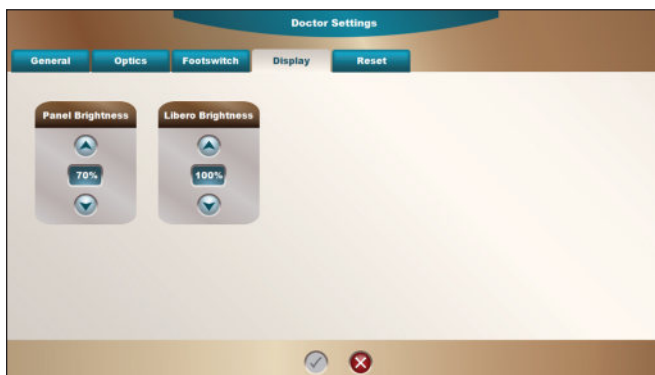 Doctor Settings
General Optics Footswitch Display Reset
Panel Brightness Libero Brightness
70% 100%